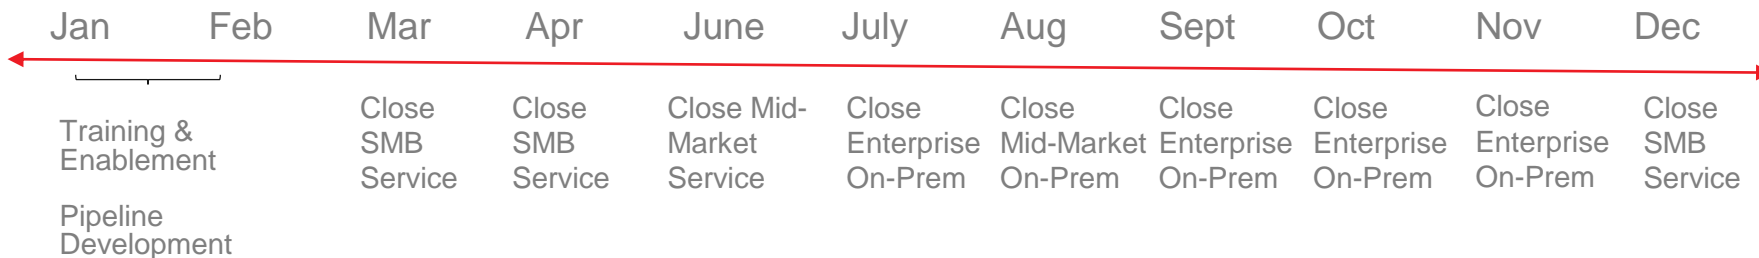 Jan Feb Mar Apr June July Aug Sept Oct Nov Dec
Training &
Enablement
Pipeline
Development
Close
SMB
Service
Close
SMB
Service
Close Mid-
Market
Service
Close
Enterprise
On-Prem
Close
Mid-Market
On-Prem
Close
Enterprise
On-Prem
Close
Enterprise
On-Prem
Close
Enterprise
On-Prem
Close
SMB
Service